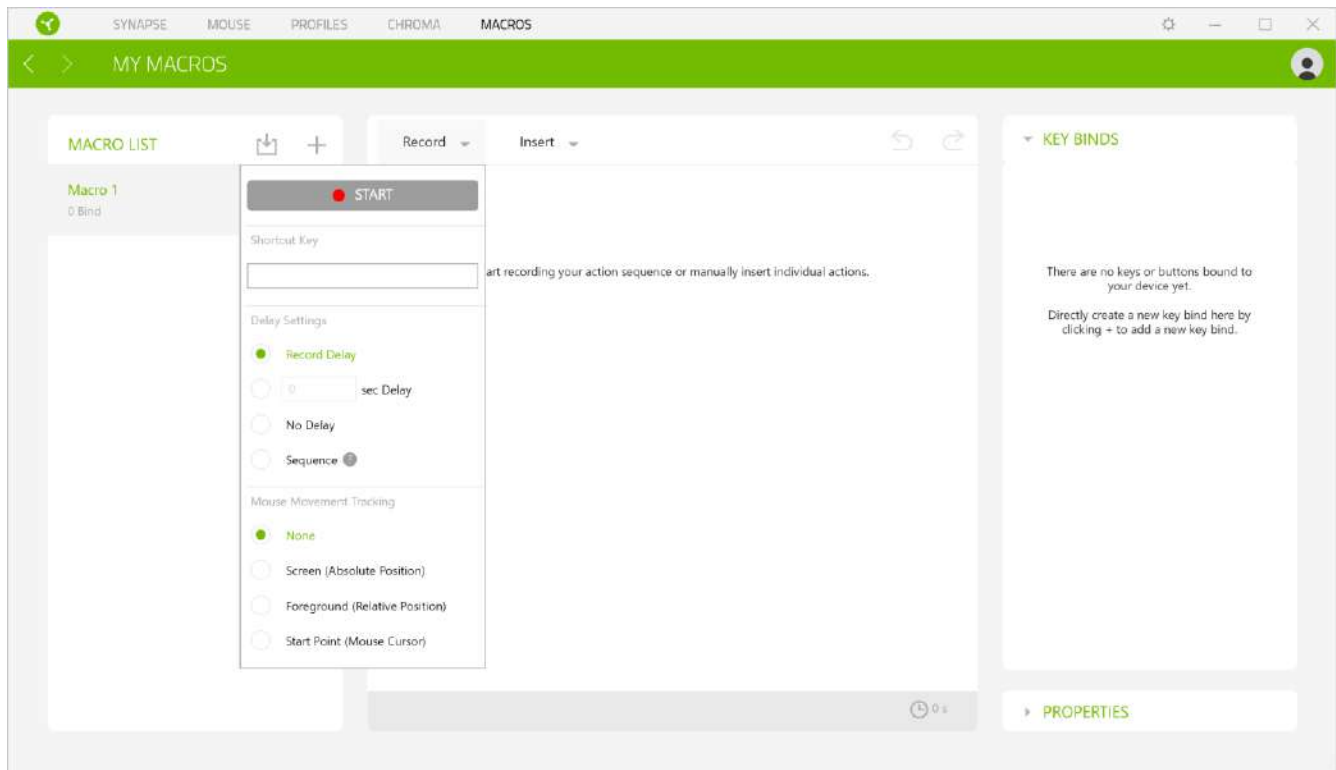 SYNAPSE MOUSE PROFILES CHROMA MACROS
MY MACROS
MACRO LIST
Macro 1
0 Bind
Record
Insert
START
Shortcut Key
Delay Settings
Record Delay
0 sec Delay
No Delay
Sequence ?
Mouse Movement Tracking
None
Screen (Absolute Position)
Foreground (Relative Position)
Start Point (Mouse Cursor)
art recording your action sequence or manually insert individual actions.
0 s
KEY BINDS
There are no keys or buttons bound to
your device yet.
Directly create a new key bind here by
clicking + to add a new key bind.
PROPERTIES